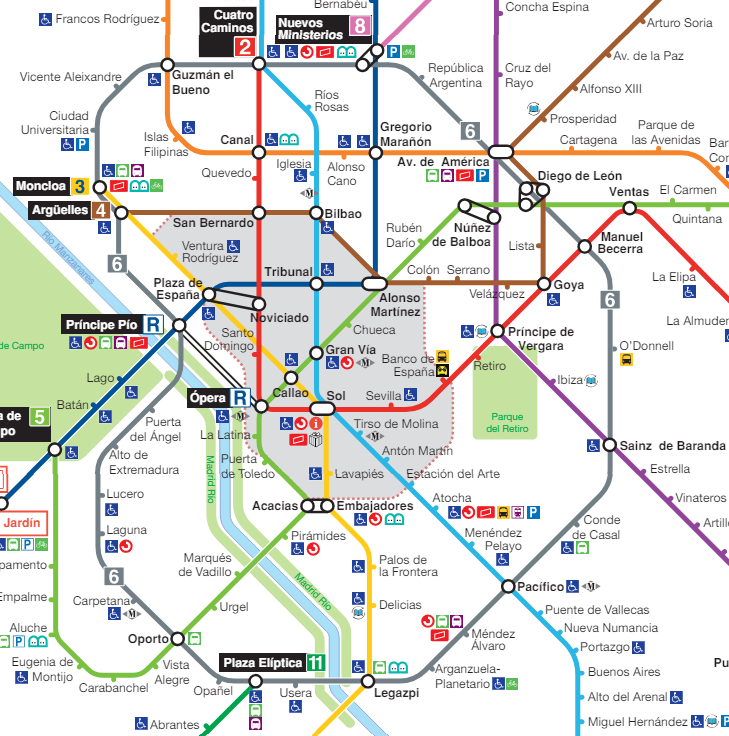 Bernabéu
Concha Espina
Francos Rodríguez
Cuatro
Caminos
2
Nuevos
Ministerios
8
Arturo Soria
Av. de la Paz
Vicente Aleixandre
Guzmán el
Bueno
República
Argentina
Cruz del
Rayo
Alfonso XIII
Ríos
Rosas
Prosperidad
Ciudad
Universitaria
P
Islas
Filipinas
Canal
Gregorio
Marañón
6
Cartagena
Parque de
las Avenidas
Bar
Con
Iglesia
Alonso
Cano
Av. de
América
P
Quevedo
Diego de León
Moncloa 3
Argüelles 4
San Bernardo
Bilbao
Ventas
El Carmen
Quintana
Rubén
Darío
Núñez
de Balboa
Manuel
Becerra
Lista
Río Manzanares
6
Ventura
Rodríguez
Tribunal
Colón
Serrano
Velázquez
Goya
La Elipa
6
Plaza de
España
Noviciado
Alonso
Martínez
La Almuden
Príncipe Pío R
Santo
Domingo
Chueca
Príncipe de
Vergara
O'Donnell
de Campo
Gran Vía
Banco de
España
Retiro
Ibiza
Lago
Callao
Batán
Ópera R
Sol
Sevilla
Parque
del Retiro
a de
po
5
Puerta
del Ángel
La Latina
Tirso de Molina
Antón Martín
Sainz de Baranda
Alto de
Extremadura
Puerta
de Toledo
Madrid Río
Lavapiés
Estación del Arte
Estrella
Lucero
Acacias
Embajadores
Atocha
P
Vinateros
Jardín
Laguna
Pirámides
Menéndez
Pelayo
Conde
de Casal
Artille
pamento
Marqués
de Vadillo
Palos de
la Frontera
6
Empalme
Carpetana
Madrid Río
Delicias
Pacífico
Urgel
Puente de Vallecas
Aluche
P
Oporto
Méndez
Álvaro
Nueva Numancia
Portazgo
Eugenia de
Montijo
Vista
Alegre
Plaza Elíptica 11
Arganzuela-
Planetario
Buenos Aires
Pu
Carabanchel
Opañel
Usera
Legazpi
Alto del Arenal
Abrantes
Miguel Hernández